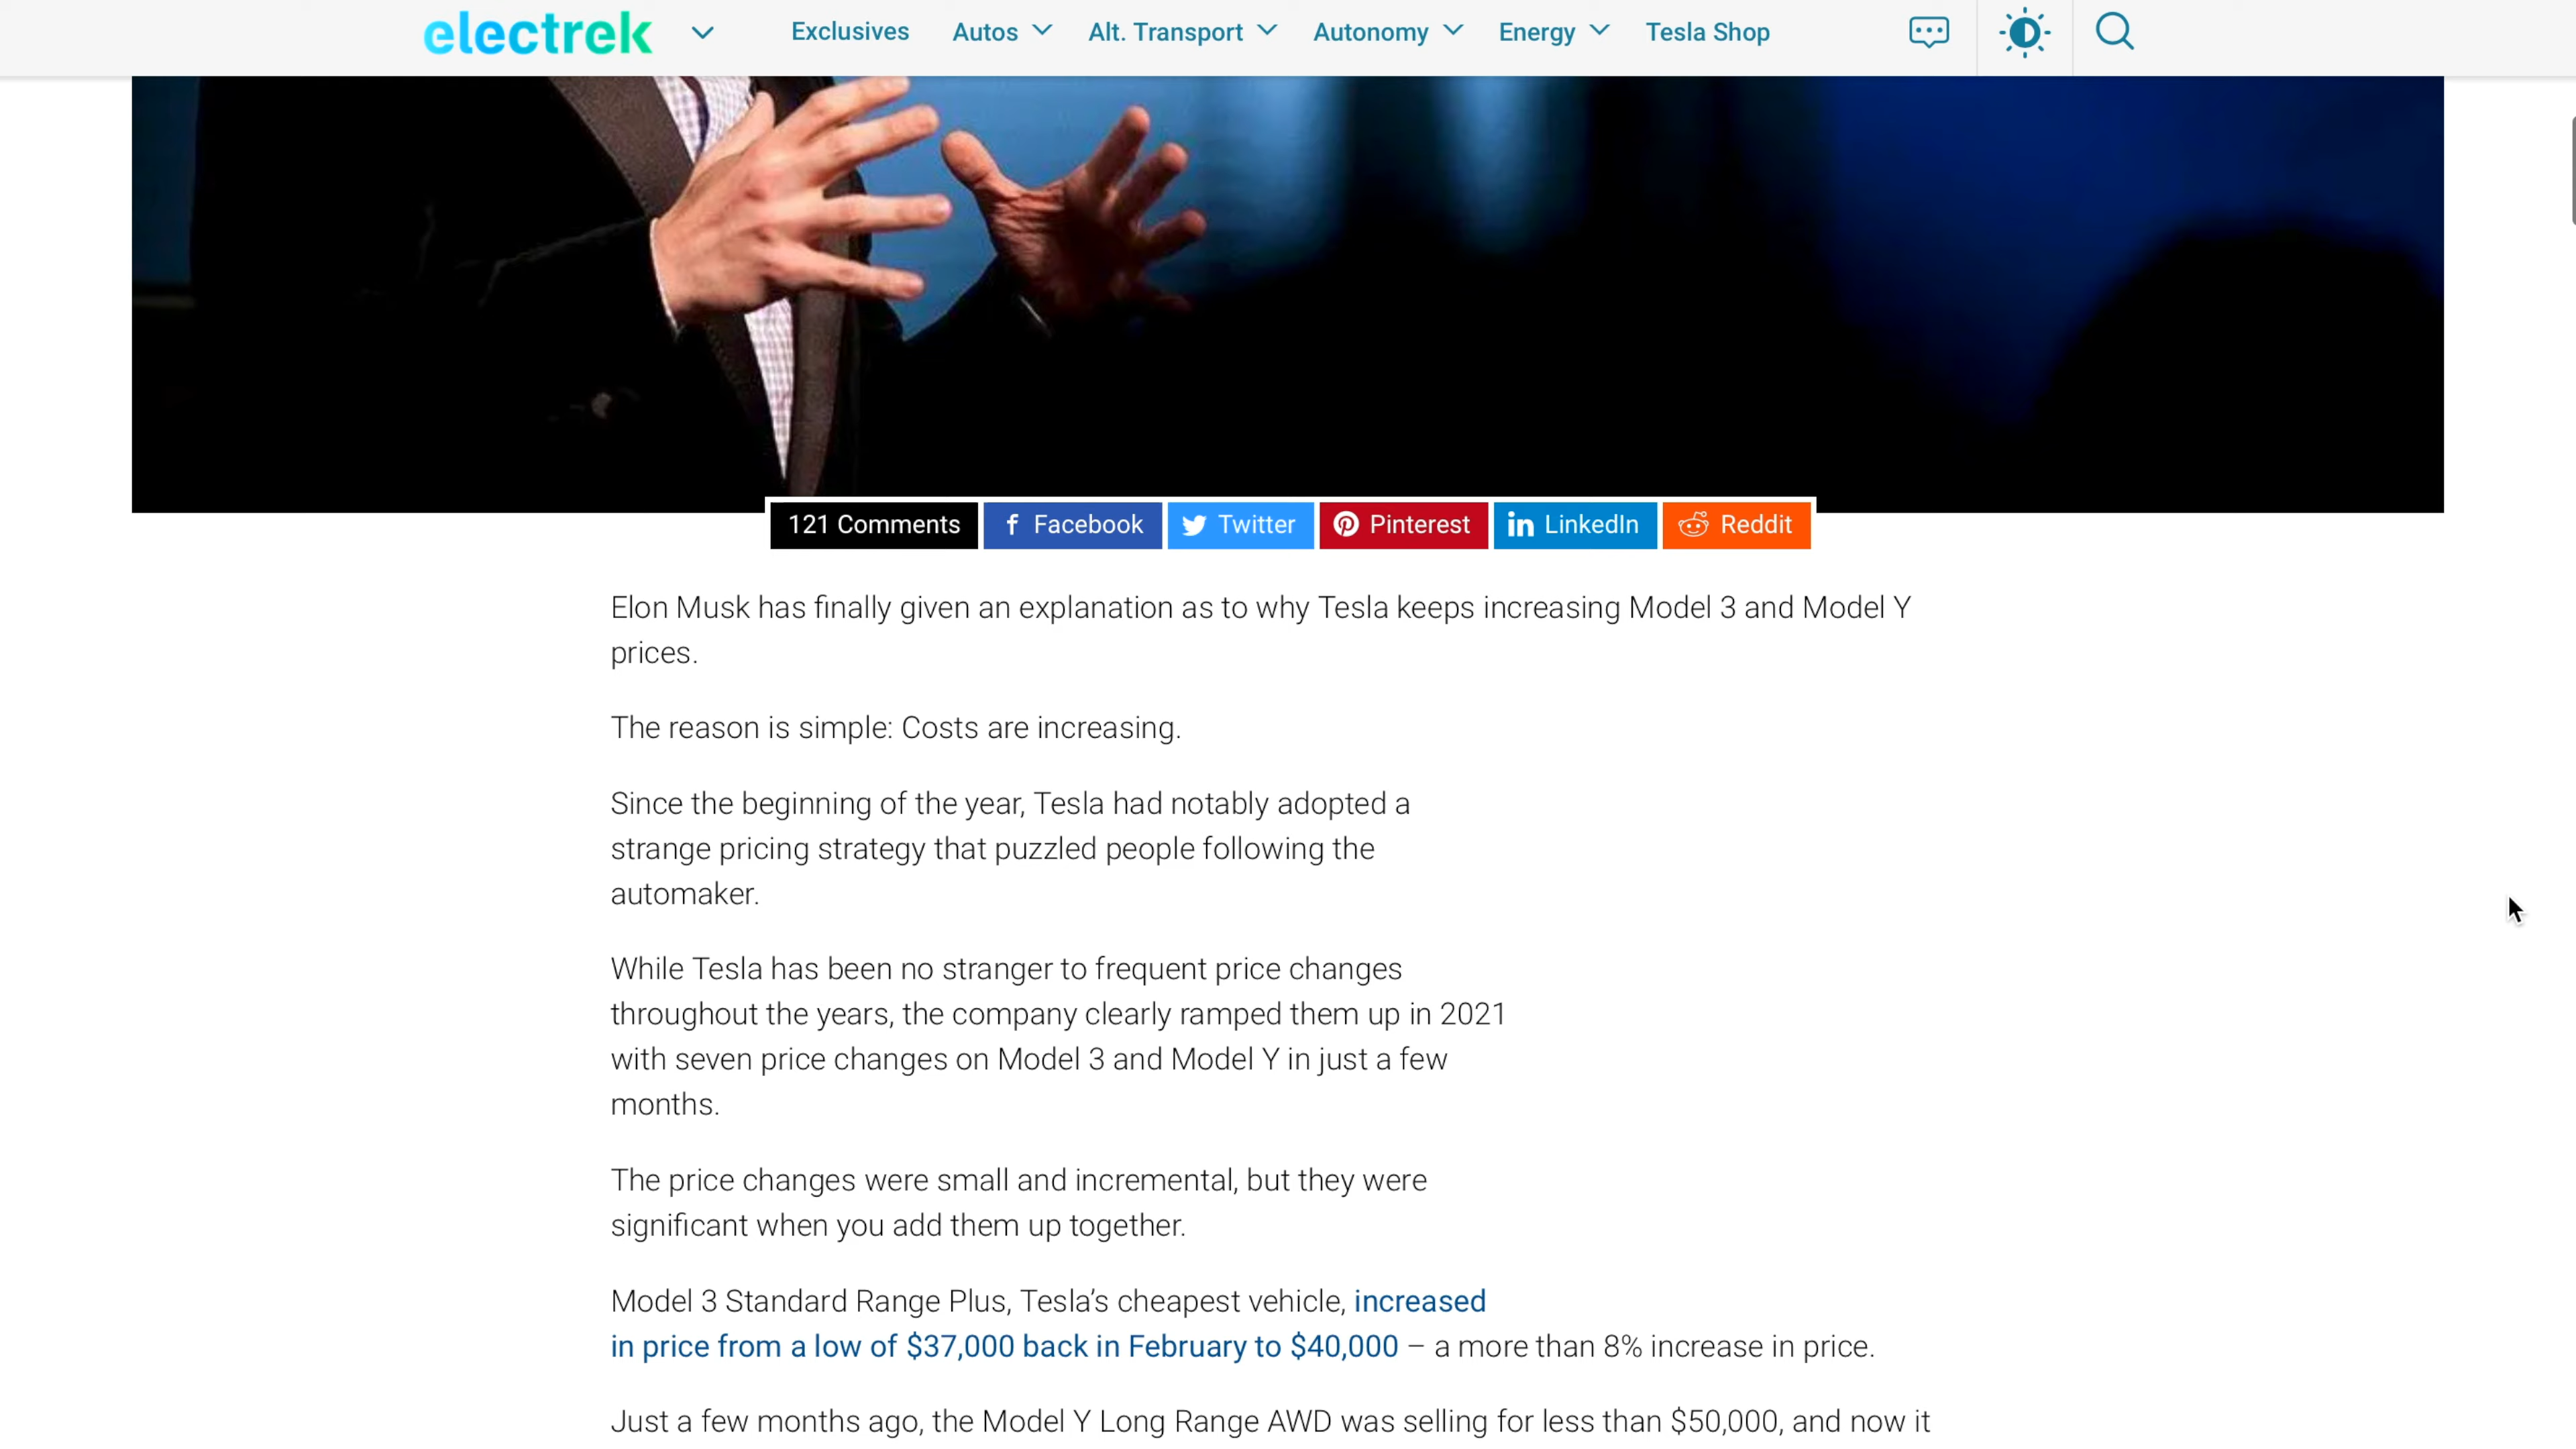 electrek
Exclusives Autos Alt. Transport Autonomy Energy Tesla Shop
121 Comments Facebook Twitter Pinterest LinkedIn Reddit
Elon Musk has finally given an explanation as to why Tesla keeps increasing Model 3 and Model Y
prices.
The reason is simple: Costs are increasing.
Since the beginning of the year, Tesla had notably adopted a
strange pricing strategy that puzzled people following the
automaker.
While Tesla has been no stranger to frequent price changes
throughout the years, the company clearly ramped them up in 2021
with seven price changes on Model 3 and Model Y in just a few
months.
The price changes were small and incremental, but they were
significant when you add them up together.
Model 3 Standard Range Plus, Tesla’s cheapest vehicle, increased
in price from a low of $37,000 back in February to $40,000 – a more than 8% increase in price.
Just a few months ago, the Model Y Long Range AWD was selling for less than $50,000, and now it